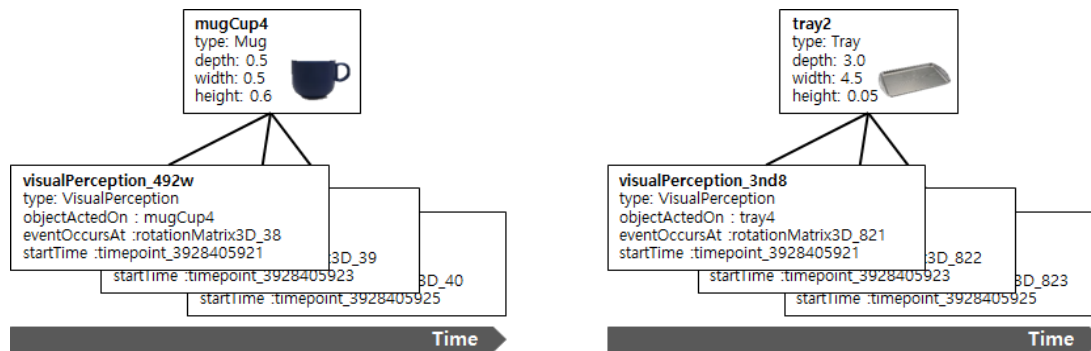 mugCup4
type: Mug
depth: 0.5
width: 0.5
height: 0.6
visualPerception_492w
type: VisualPerception
objectActedOn : mugCup4
eventOccursAt :rotationMatrix3D_38
startTime :timepoint_3928405921
3D_39
startTime :timepoint_3928405923
3D_40
startTime :timepoint_3928405925
Time
tray2
type: Tray
depth: 3.0
width: 4.5
height: 0.05
visualPerception_3nd8
type: VisualPerception
objectActedOn : tray4
eventOccursAt :rotationMatrix3D_821
startTime :timepoint_3928405921
3D_822
startTime :timepoint_3928405923
3D_823
startTime :timepoint_3928405925
Time